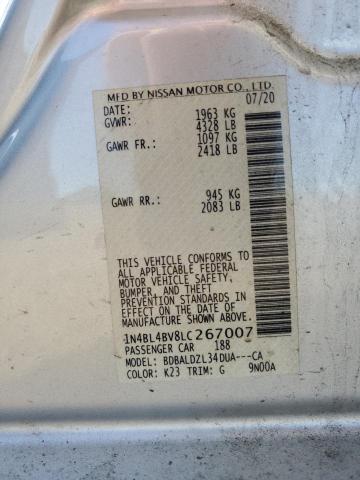 MFD BY NISSAN MOTOR CO., LTD.
DATE: 07/20
GVWR: 1963 KG
4328 LB
GAWR FR.: 1097 KG
2418 LB
GAWR RR.: 945 KG
2083 LB
THIS VEHICLE CONFORMS TO
ALL APPLICABLE FEDERAL
MOTOR VEHICLE SAFETY,
BUMPER, AND THEFT
PREVENTION STANDARDS IN
EFFECT ON THE DATE OF
MANUFACTURE SHOWN ABOVE.
1N4BL4BV8LC267007
PASSENGER CAR 188
MODEL: BDBALDZL34DUA---CA
COLOR: K23 TRIM: G 9N00A